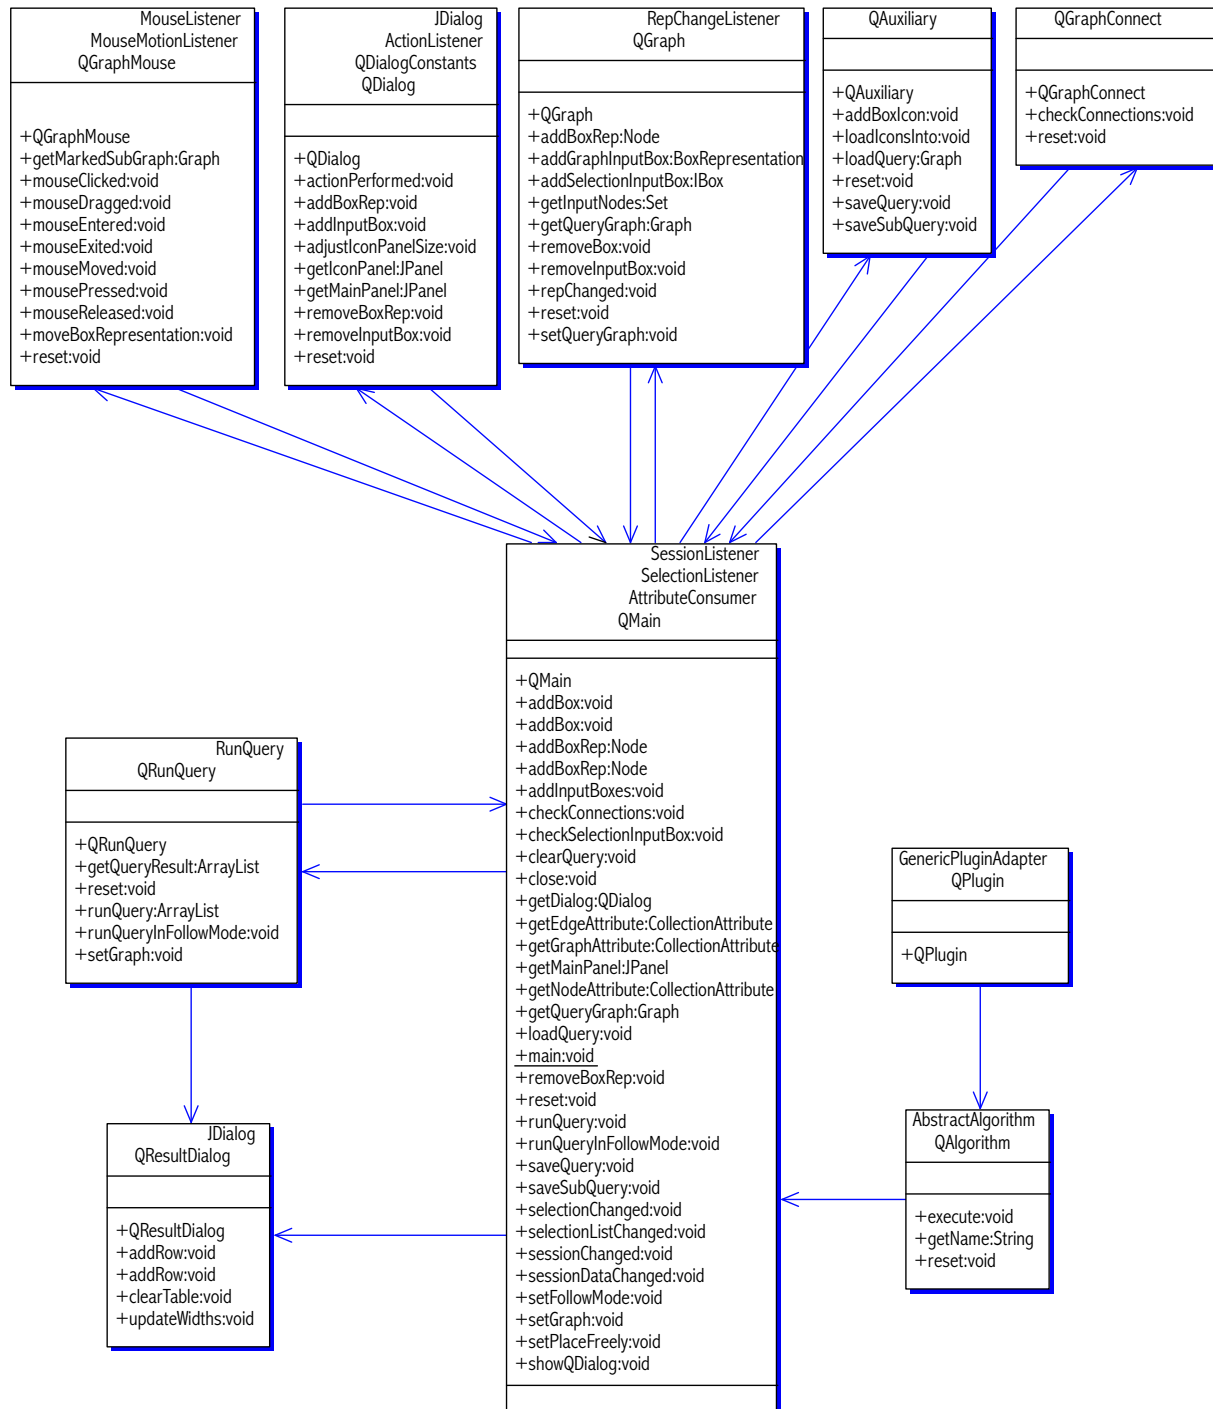 MouseListener
MouseMotionListener
QGraphMouse
+QGraphMouse
+getMarkedSubGraph:Graph
+mouseClicked:void
+mouseDragged:void
+mouseEntered:void
+mouseExited:void
+mouseMoved:void
+mousePressed:void
+mouseReleased:void
+moveBoxRepresentation:void
+reset:void
JDialog
ActionListener
QDialogConstants
QDialog
+QDialog
+actionPerformed:void
+addBoxRep:void
+addInputBox:void
+adjustIconPanelSize:void
+getIconPanel:JPanel
+getMainPanel:JPanel
+removeBoxRep:void
+removeInputBox:void
+reset:void
RepChangeListener
QGraph
+QGraph
+addBoxRep:Node
+addGraphInputBox:BoxRepresentation
+addSelectionInputBox:IBox
+getInputNodes:Set
+getQueryGraph:Graph
+removeBox:void
+removeInputBox:void
+repChanged:void
+reset:void
+setQueryGraph:void
QAuxiliary
+QAuxiliary
+addBoxIcon:void
+loadIconsInto:void
+loadQuery:Graph
+reset:void
+saveQuery:void
+saveSubQuery:void
QGraphConnect
+QGraphConnect
+checkConnections:void
+reset:void
SessionListener
SelectionListener
AttributeConsumer
QMain
+QMain
+addBox:void
+addBox:void
+addBoxRep:Node
+addBoxRep:Node
+addInputBoxes:void
+checkConnections:void
+checkSelectionInputBox:void
+clearQuery:void
+close:void
+getDialog:QDialog
+getEdgeAttribute:CollectionAttribute
+getGraphAttribute:CollectionAttribute
+getMainPanel:JPanel
+getNodeAttribute:CollectionAttribute
+getQueryGraph:Graph
+loadQuery:void
+main:void
+removeBoxRep:void
+reset:void
+runQuery:void
+runQueryInFollowMode:void
+saveQuery:void
+saveSubQuery:void
+selectionChanged:void
+selectionListChanged:void
+sessionChanged:void
+sessionDataChanged:void
+setFollowMode:void
+setGraph:void
+setPlaceFreely:void
+showQDialog:void
RunQuery
QRunQuery
+QRunQuery
+getQueryResult:ArrayList
+reset:void
+runQuery:ArrayList
+runQueryInFollowMode:void
+setGraph:void
GenericPluginAdapter
QPlugin
+QPlugin
JDialog
QResultDialog
+QResultDialog
+addRow:void
+addRow:void
+clearTable:void
+updateWidths:void
AbstractAlgorithm
QAlgorithm
+execute:void
+getName:String
+reset:void